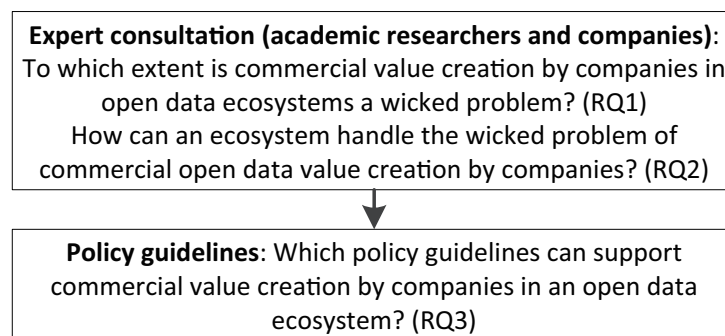 Expert consultation (academic researchers and companies):
To which extent is commercial value creation by companies in
open data ecosystems a wicked problem? (RQ1)
How can an ecosystem handle the wicked problem of
commercial open data value creation by companies? (RQ2)
Policy guidelines: Which policy guidelines can support
commercial value creation by companies in an open data
ecosystem? (RQ3)